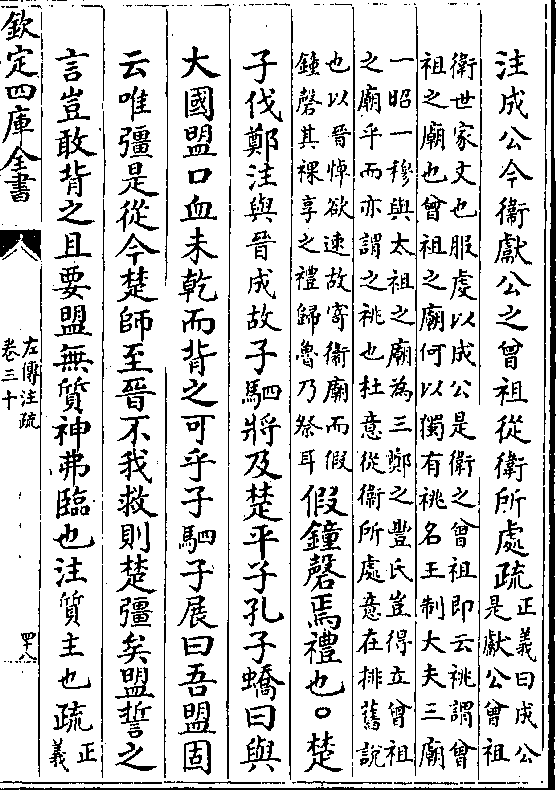 注成公今衞獻公之曾祖從衞所處疏正義曰成公
是獻公曾祖
衛世家文也服虔以成公是衛之曾祖即云祧謂曾
祖之廟也曾祖之廟何以獨有祧名王制大夫三廟
一昭一穆與太祖之廟為三鄭之豐氏豈得立曾祖
之廟乎而亦謂之祧也杜意從衞所處意在排舊說
也以晉悼欲速故寄衞廟而假
鍾磬其祼享之禮歸魯乃祭耳
假鐘磬焉禮也○楚
子伐鄭注與晉成故子駟將及楚平子孔子蟜曰與
大國盟口血未乾而背之可乎子駟子展曰吾盟固
云唯彊是從今楚師至晉不我救則楚彊矣盟誓之
言豈敢背之且要盟無質神弗臨也注質主也疏正
義
欽定四庫全書
左傳注疏
卷三十
四十八